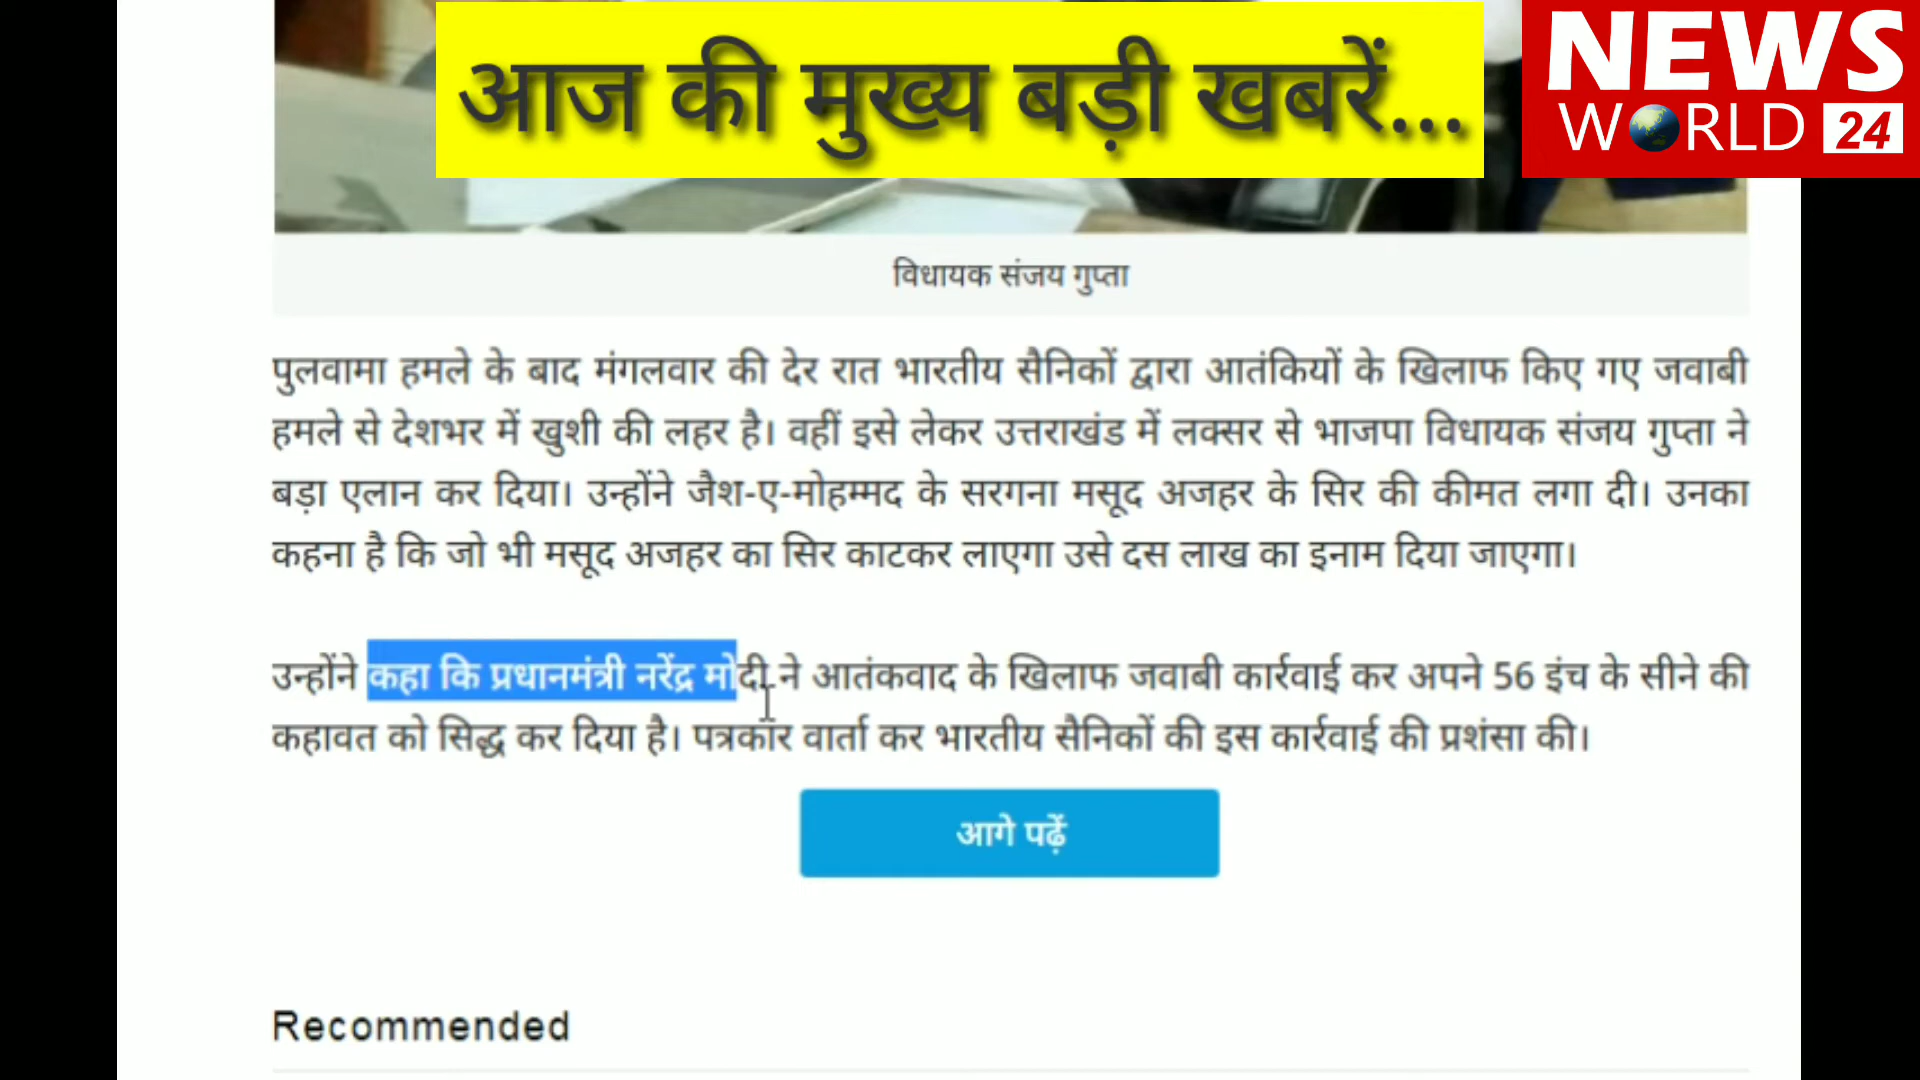 आज की मुख्य बड़ी खबरें...
NEWS
WORLD 24
विधायक संजय गुप्ता
पुलवामा हमले के बाद मंगलवार की देर रात भारतीय सैनिकों द्वारा आतंकियों के खिलाफ किए गए जवाबी
हमले से देशभर में खुशी की लहर है। वहीं इसे लेकर उत्तराखंड में लक्सर से भाजपा विधायक संजय गुप्ता ने
बड़ा एलान कर दिया। उन्होंने जैश-ए-मोहम्मद के सरगना मसूद अजहर के सिर की कीमत लगा दी। उनका
कहना है कि जो भी मसूद अजहर का सिर काटकर लाएगा उसे दस लाख का इनाम दिया जाएगा।
उन्होंने कहा कि प्रधानमंत्री नरेंद्र मोदी ने आतंकवाद के खिलाफ जवाबी कार्रवाई कर अपने 56 इंच के सीने की
कहावत को सिद्ध कर दिया है। पत्रकार वार्ता कर भारतीय सैनिकों की इस कार्रवाई की प्रशंसा की।
आगे पढ़ें
Recommended